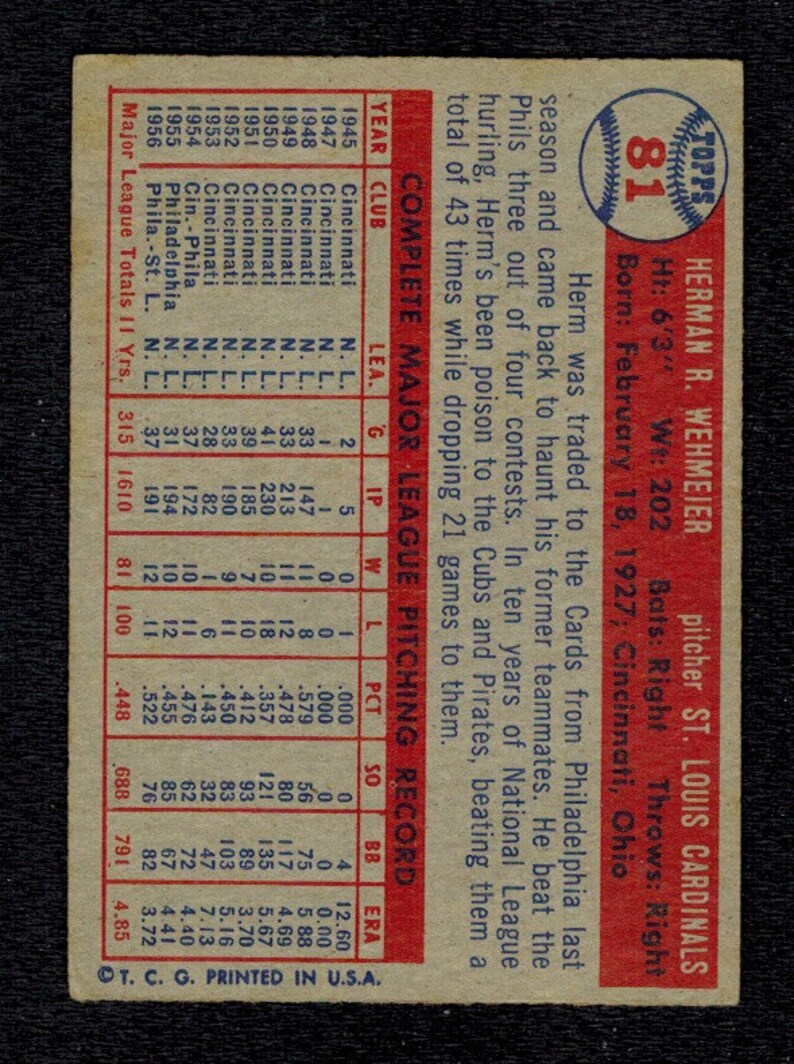 TOPPS
81
HERMAN R. WEHMEIER pitcher ST. LOUIS CARDINALS
Ht: 6'3" Wt: 202 Bats: Right Throws: Right
Born: February 18, 1927; Cincinnati, Ohio
Herm was traded to the Cards from Philadelphia last
season and came back to haunt his former teammates. He beat the
Phils three out of four contests. In ten years of National League
hurling, Herm's been poison to the Cubs and Pirates, beating them a
total of 43 times while dropping 21 games to them.
COMPLETE MAJOR LEAGUE PITCHING RECORD
YEAR CLUB LEA. G IP W L PCT SO BB ERA
1945 Cincinnati N. L. 2 5 0 1 .000 0 4 12.60
1947 Cincinnati N. L. 1 1 0 0 .000 0 0 0.00
1948 Cincinnati N. L. 33 147 11 8 .579 56 75 5.88
1949 Cincinnati N. L. 33 213 11 12 .478 80 117 4.69
1950 Cincinnati N. L. 41 230 10 18 .357 121 135 5.67
1951 Cincinnati N. L. 39 185 7 10 .412 93 89 3.70
1952 Cincinnati N. L. 33 190 9 11 .450 83 103 5.16
1953 Cincinnati N. L. 28 82 1 6 .143 32 47 7.13
1954 Cin.-Phila N. L. 37 172 10 11 .476 62 72 4.40
1955 Philadelphia N. L. 31 194 10 12 .455 85 67 4.41
1956 Phila.-St. L. N. L. 37 191 12 11 .522 76 82 3.72
Major League Totals 11 Yrs. 315 1610 81 100 .448 688 791 4.85
© T. C. G. PRINTED IN U.S.A.